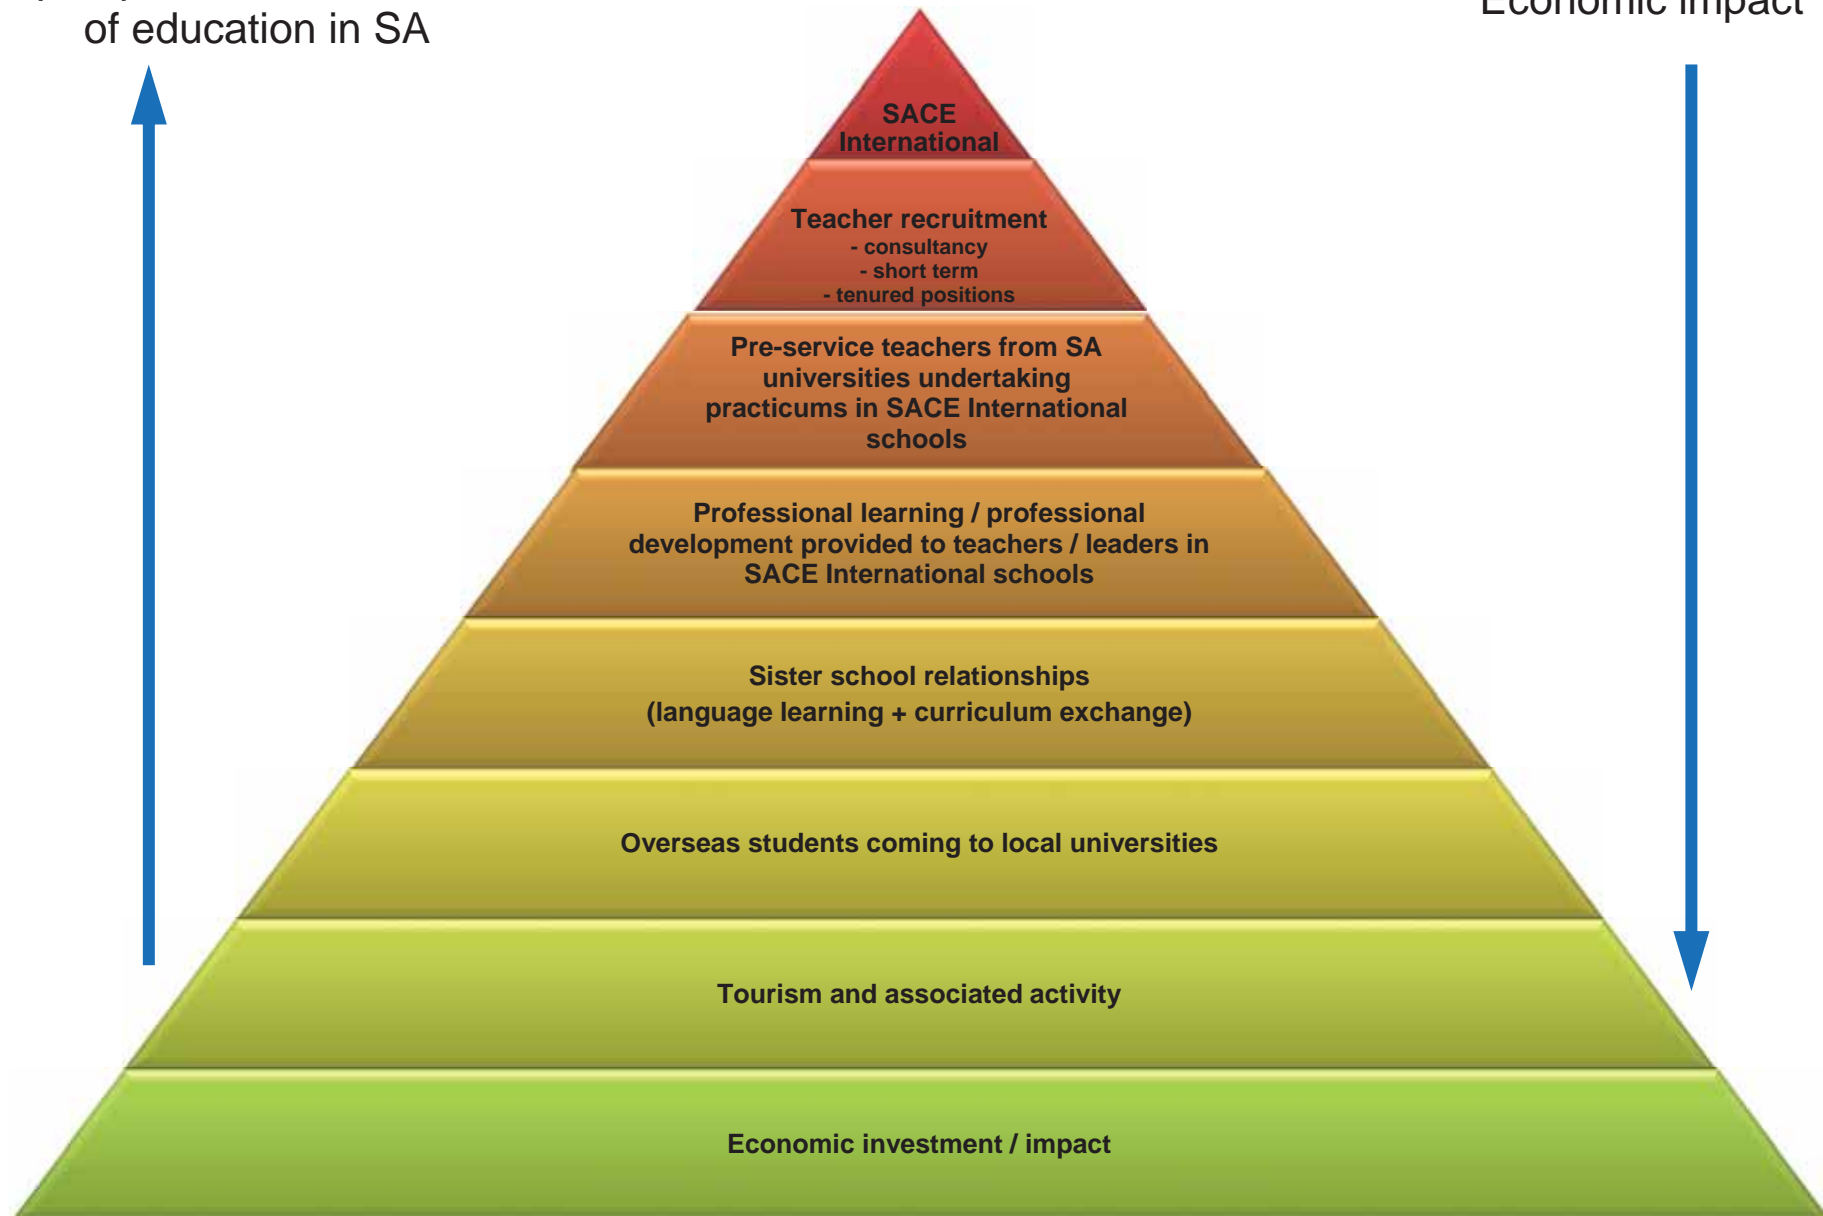 of education in SA
Economic impact
SACE
International
Teacher recruitment
- consultancy
- short term
- tenured positions
Pre-service teachers from SA
universities undertaking
practicums in SACE International
schools
Professional learning / professional
development provided to teachers / leaders in
SACE International schools
Sister school relationships
(language learning + curriculum exchange)
Overseas students coming to local universities
Tourism and associated activity
Economic investment / impact